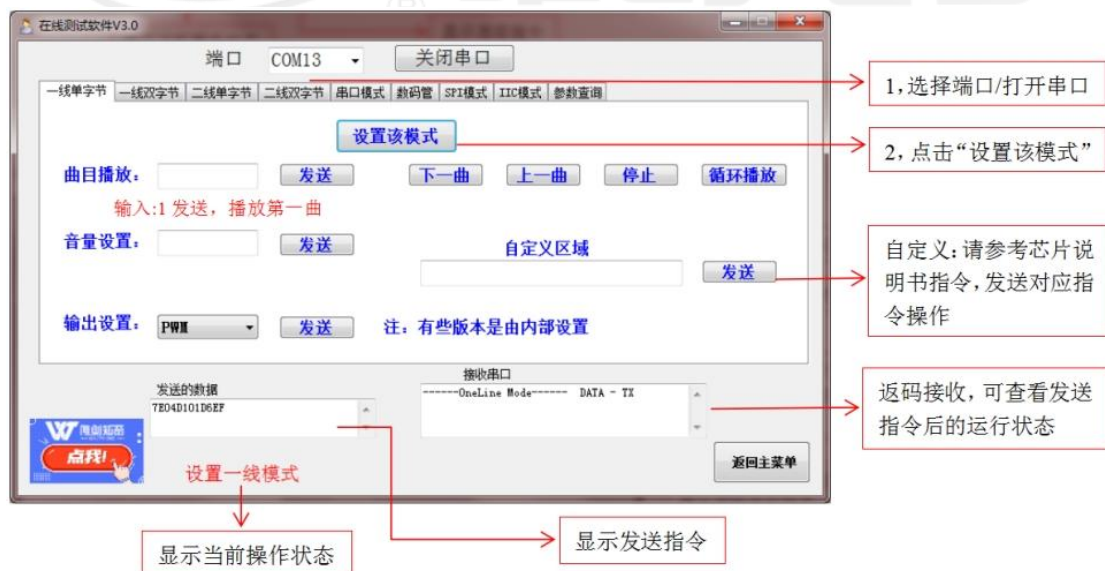 在线测试软件V3.0
端口 COM13 关闭串口
一线单字节 一线双字节 二线单字节 二线双字节 串口模式 数码管 SPI模式 IIC模式 参数查询
设置该模式
曲目播放: 发送 下一曲 上一曲 停止 循环播放
输入:1 发送，播放第一曲
音量设置: 发送
自定义区域
发送
输出设置: PWM 发送 注: 有些版本是由内部设置
发送的数据
7E04D101D6EF
接收串口
------OneLine Mode------ DATA - TX
点我!
设置一线模式
返回主菜单
1,选择端口/打开串口
2,点击“设置该模式”
自定义:请参考芯片说
明书指令,发送对应指
令操作
返码接收，可查看发送
指令后的运行状态
显示发送指令
显示当前操作状态